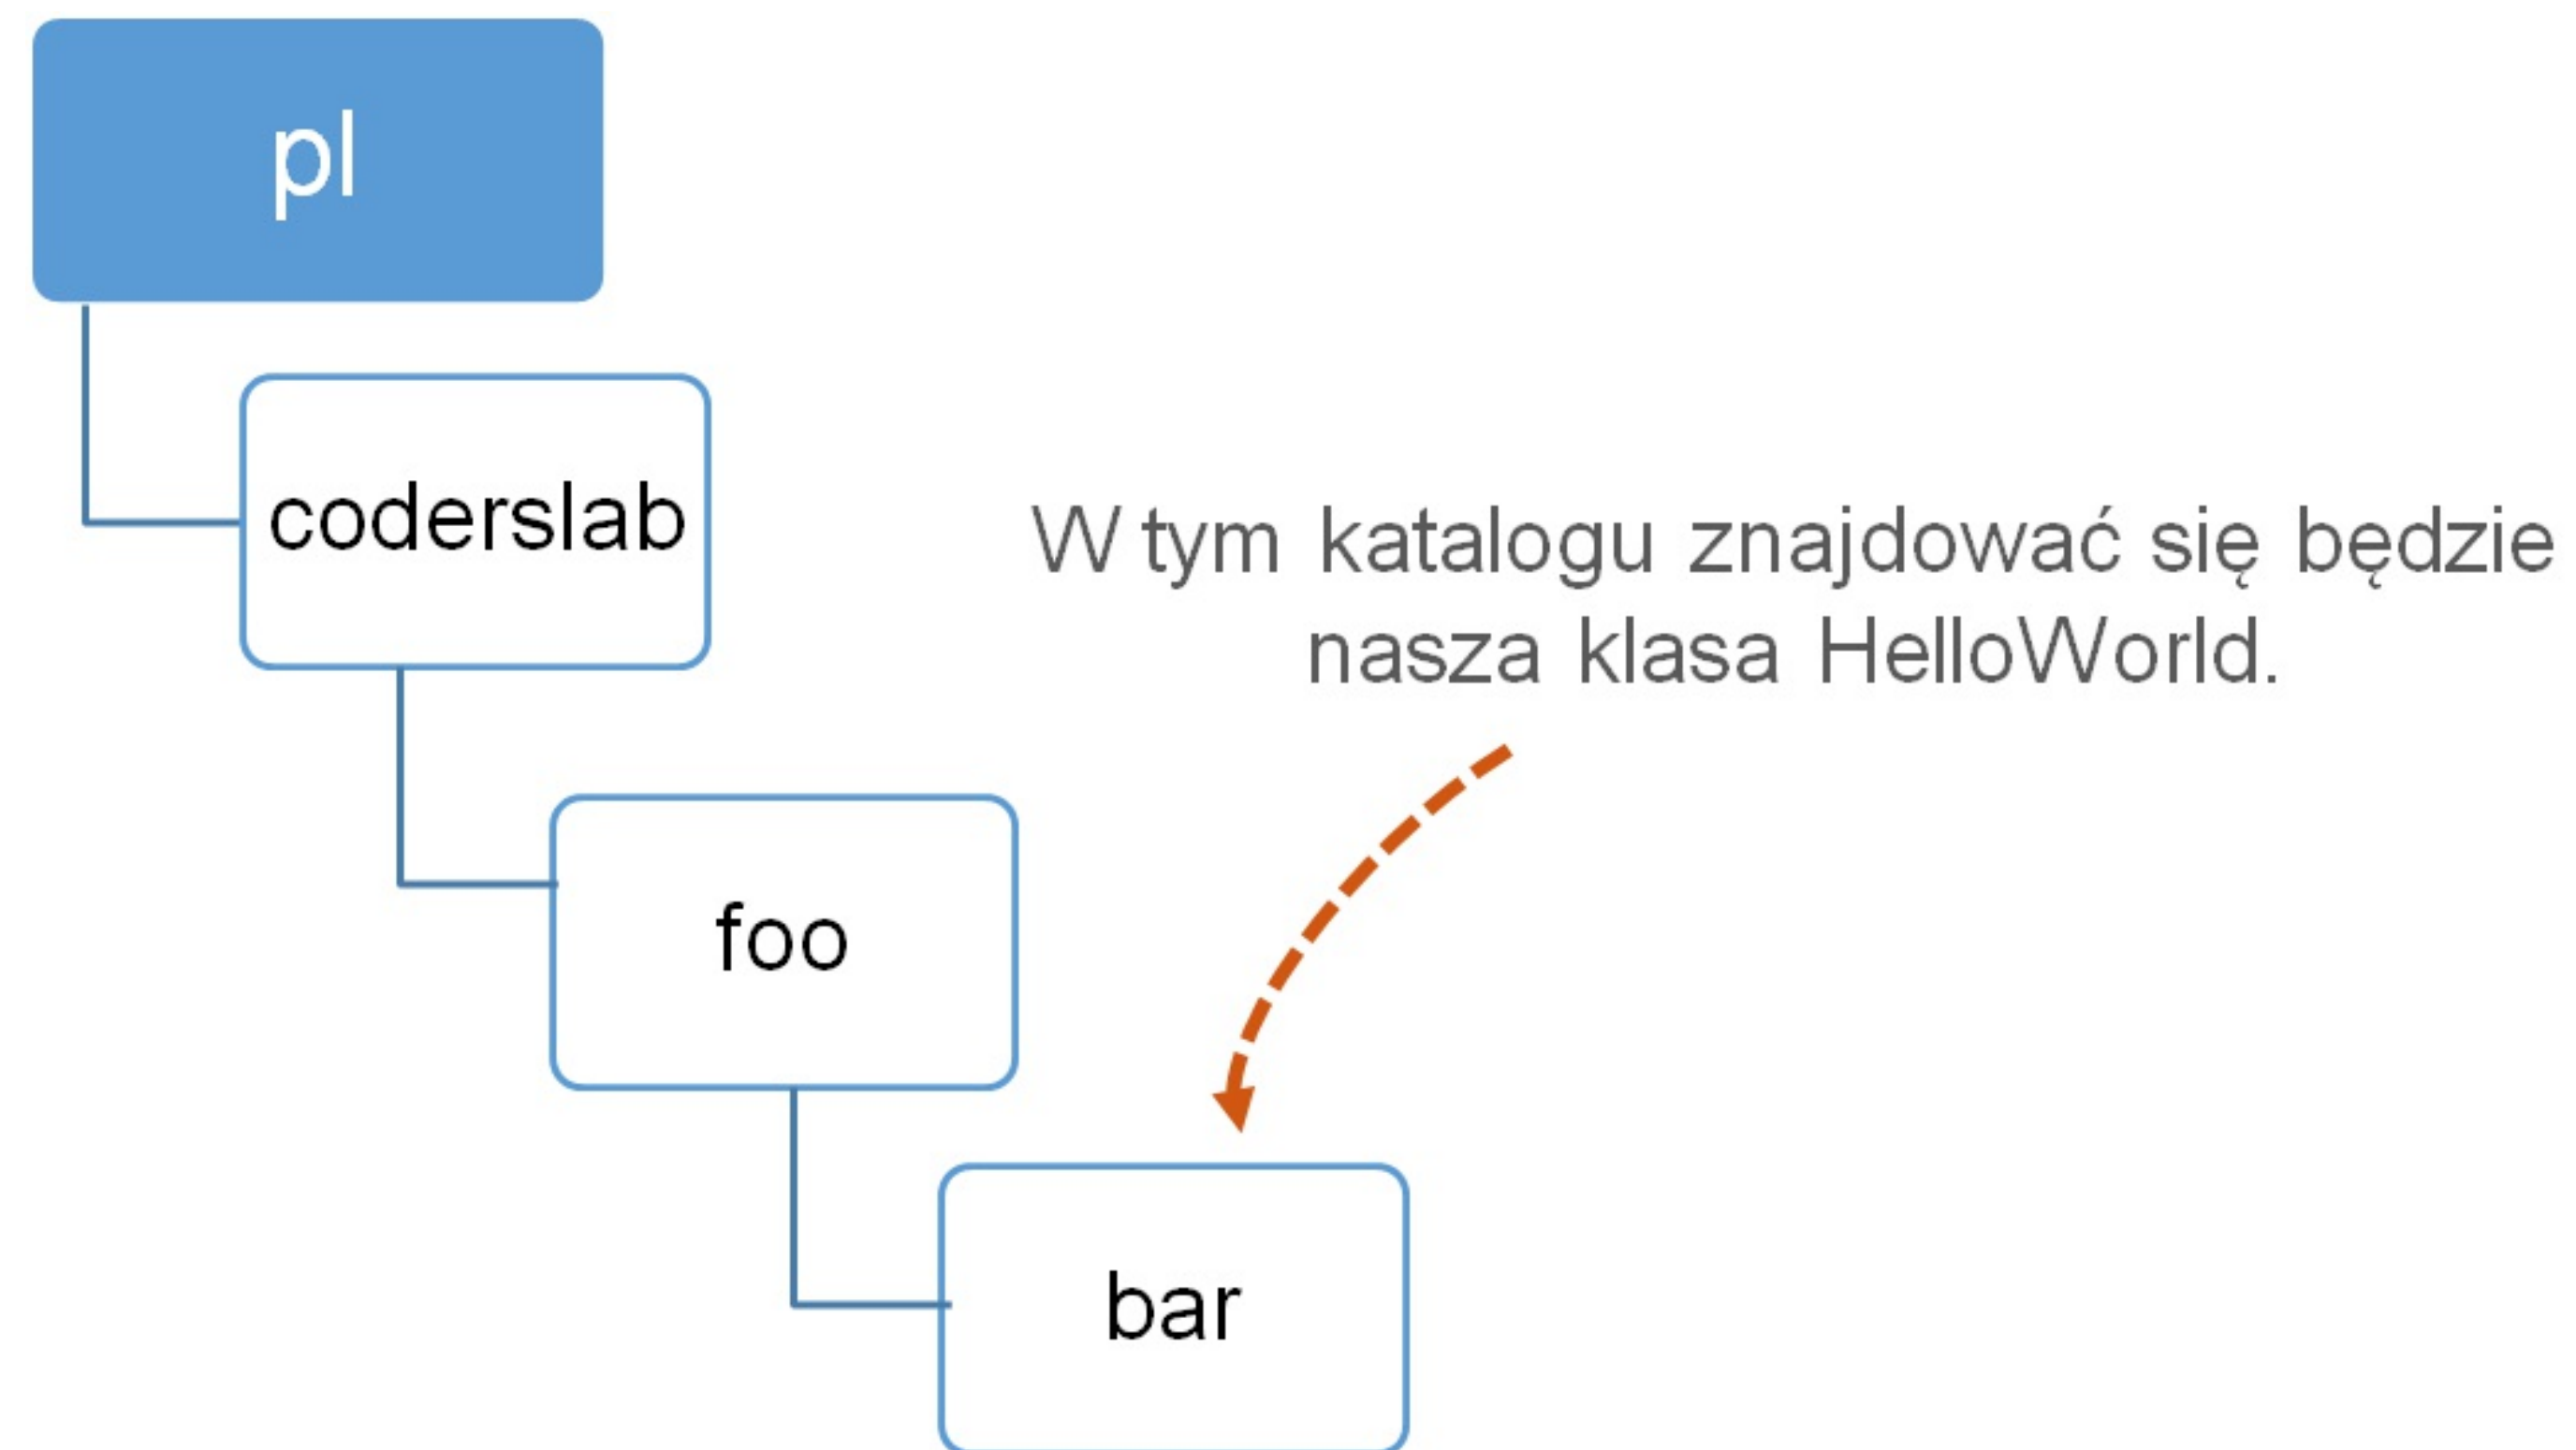 pl
coderslab
W tym katalogu znajdować się będzie
nasza klasa HelloWorld.
foo
bar